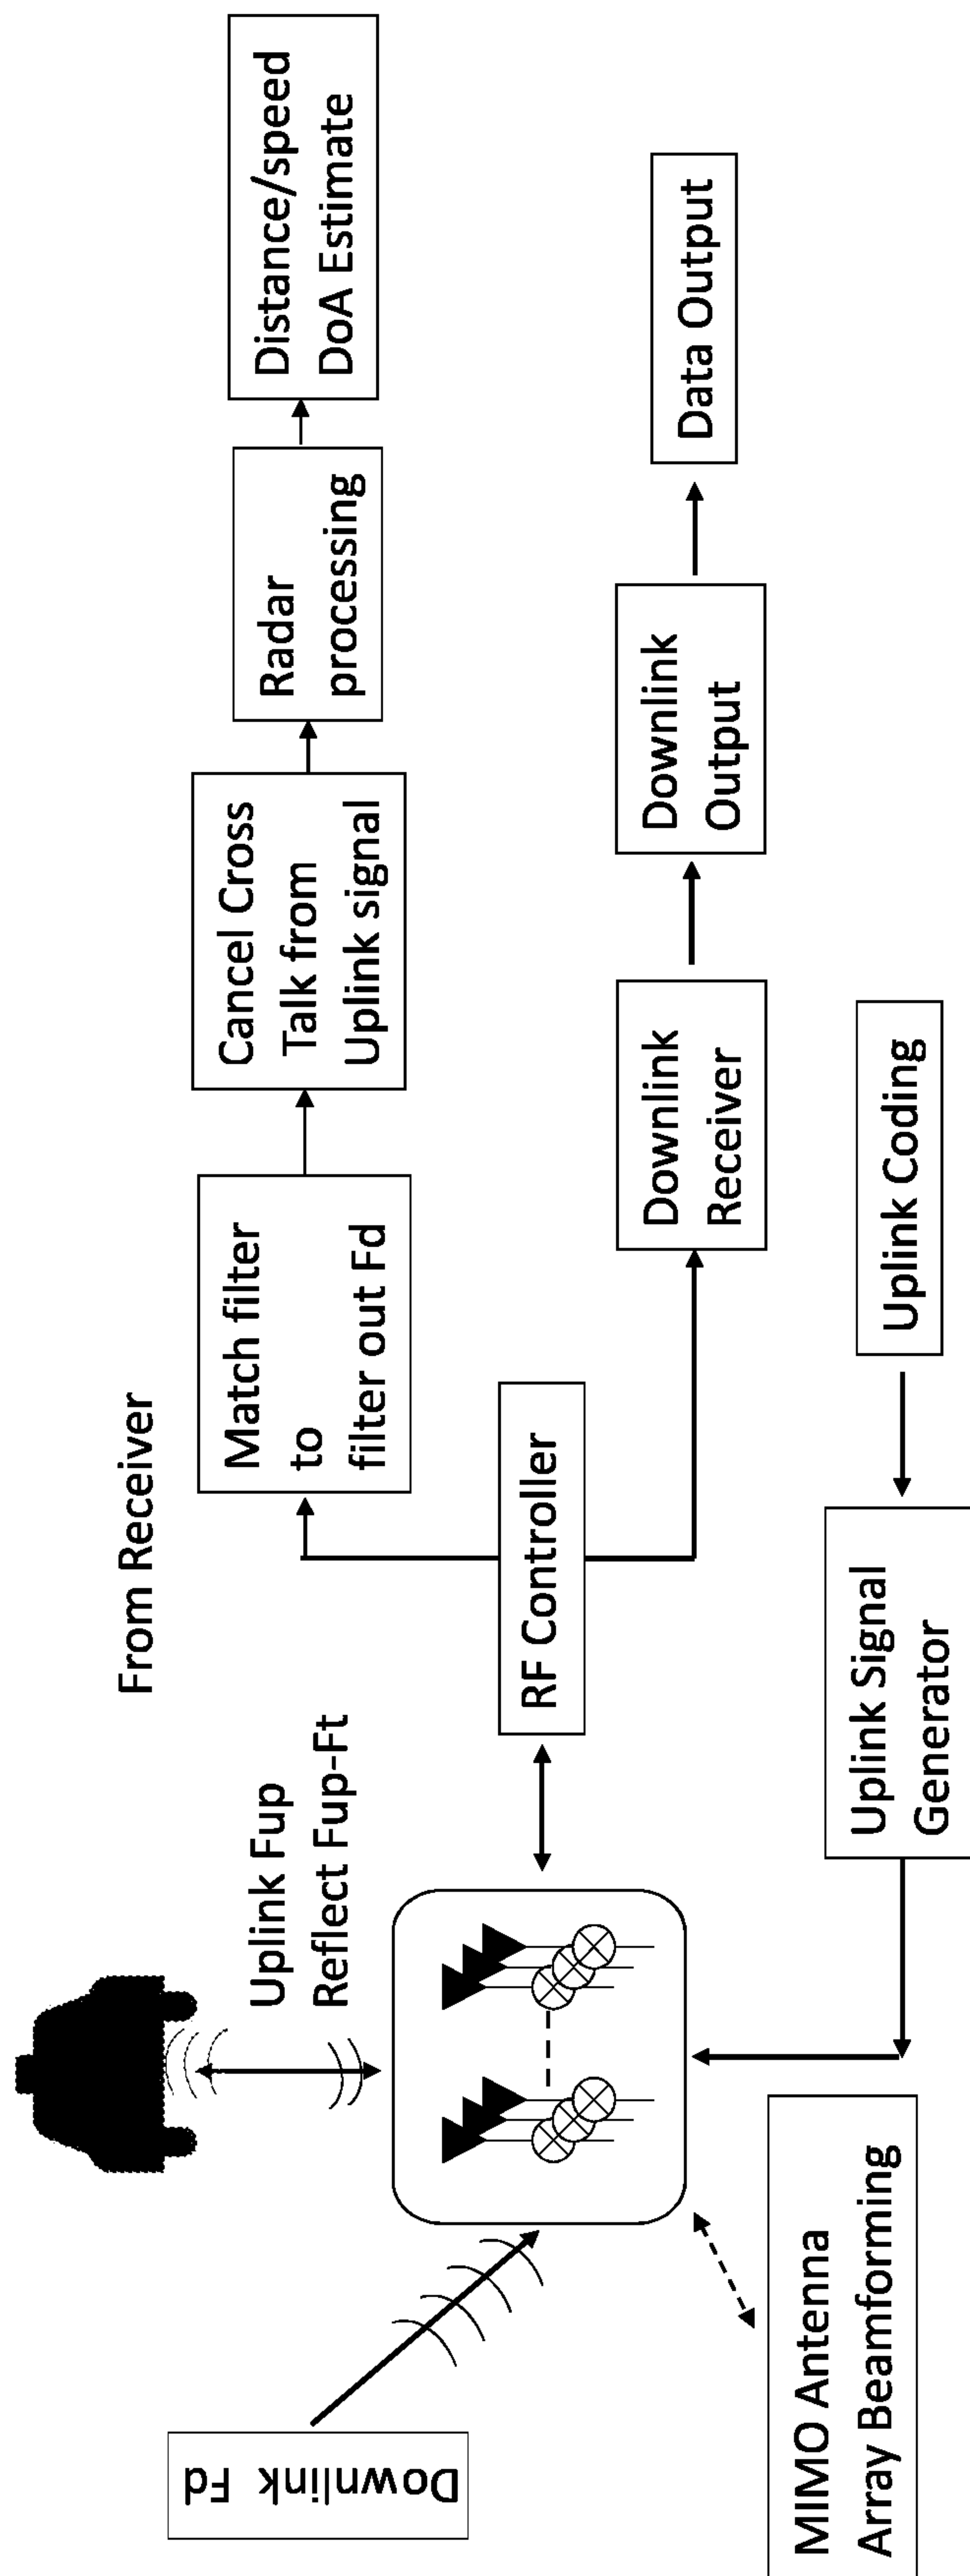 From Receiver
Uplink Fup
Reflect Fup-Ft
Match filter
to
filter out Fd
Cancel Cross
Talk from
Uplink signal
Radar
processing
Distance/speed
DoA Estimate
Downlink Fd
RF Controller
Downlink
Receiver
Downlink
Output
Data Output
MIMO Antenna
Array Beamforming
Uplink Signal
Generator
Uplink Coding